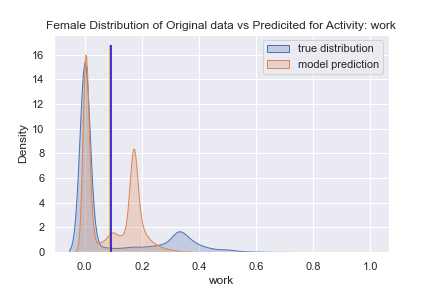 Female Distribution of Original data vs Predicited for Activity: work
true distribution
model prediction
Density
16
14
12
10
8
6
4
2
0
0.0 0.2 0.4 0.6 0.8 1.0
work